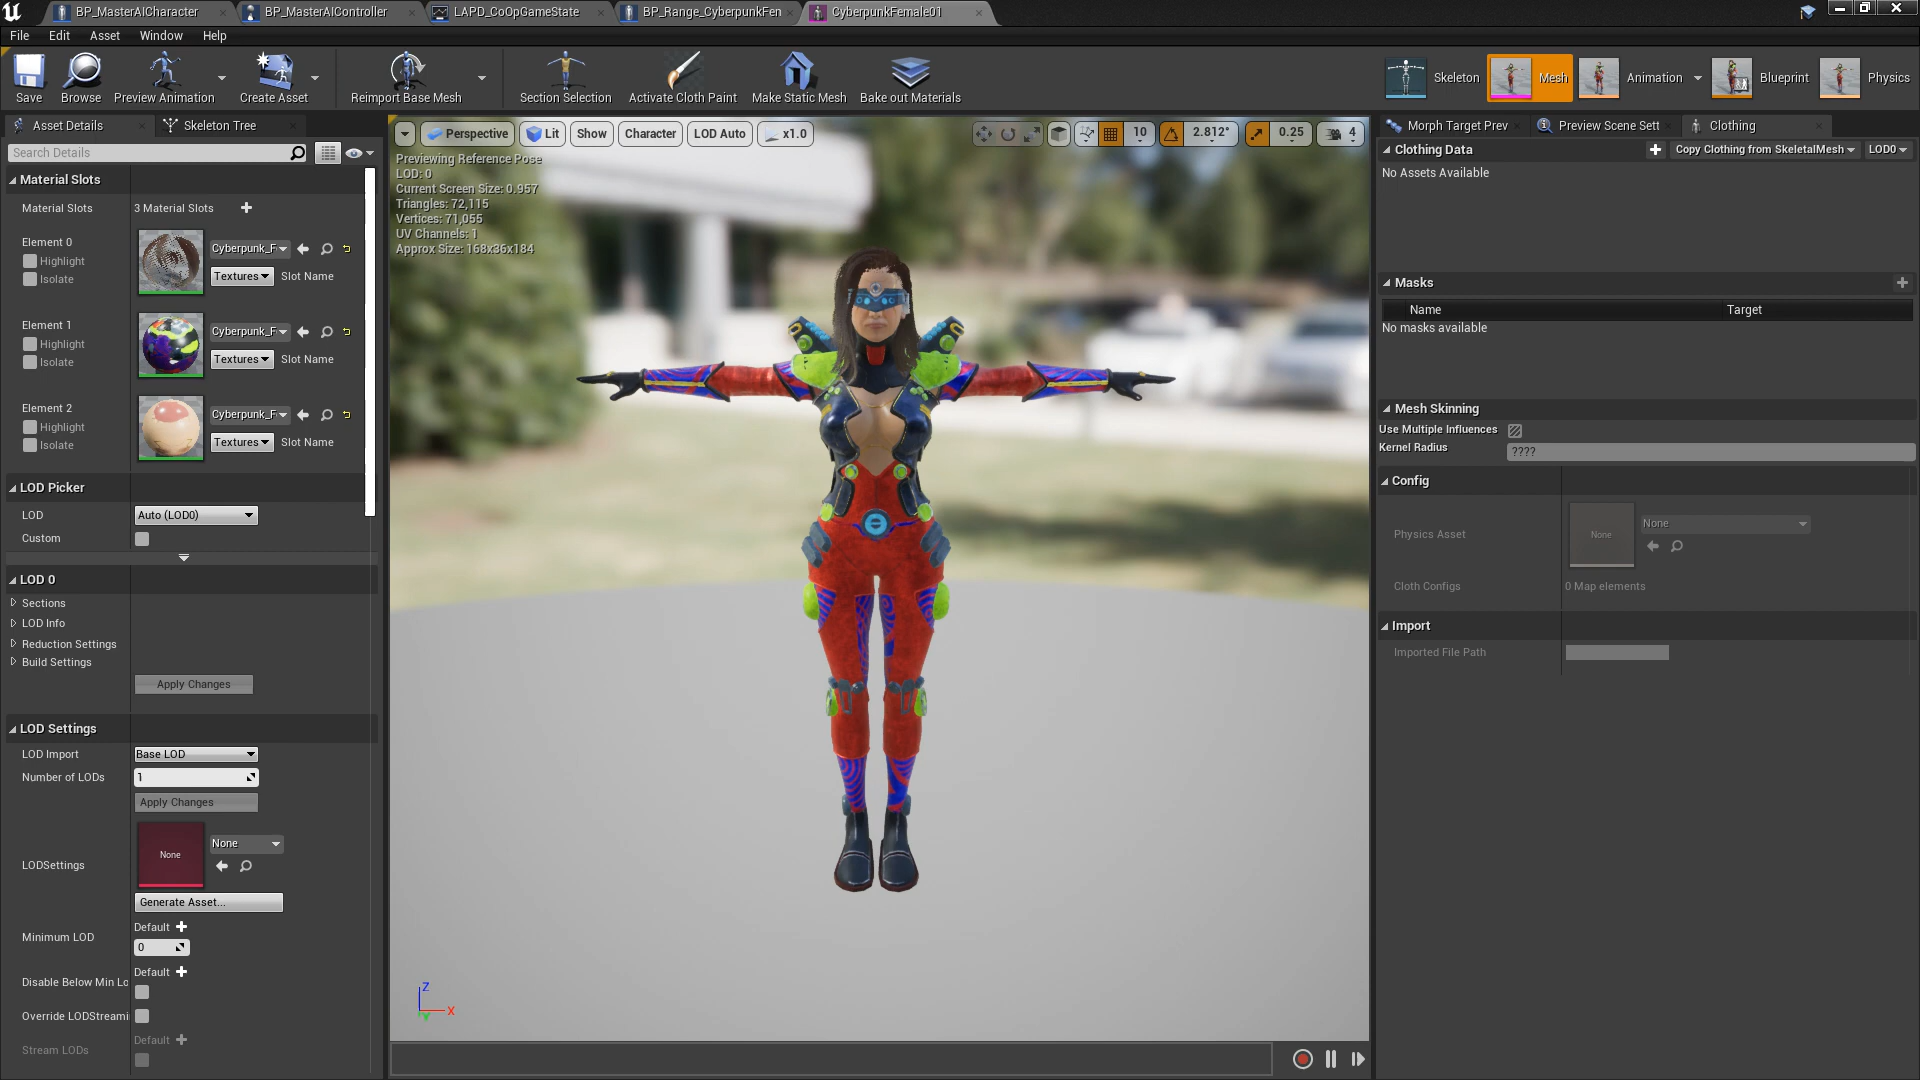 BP_MasterAICharacter
BP_MasterAIController
LAPD_CoOpGameState
BP_Range_CyberpunkFen
CyberpunkFemale01
File Edit Asset Window Help
Save
Browse
Preview Animation
Create Asset
Reimport Base Mesh
Section Selection
Activate Cloth Paint
Make Static Mesh
Bake out Materials
Skeleton
Mesh
Animation
Blueprint
Physics
Asset Details
Skeleton Tree
Search Details
Material Slots
Material Slots 3 Material Slots
Element 0
Highlight
Isolate
Cyberpunk_F
Textures Slot Name
Element 1
Highlight
Isolate
Cyberpunk_F
Textures Slot Name
Element 2
Highlight
Isolate
Cyberpunk_F
Textures Slot Name
LOD Picker
LOD Auto (LOD0)
Custom
LOD 0
Sections
LOD Info
Reduction Settings
Build Settings
Apply Changes
LOD Settings
LOD Import Base LOD
Number of LODs 1
Apply Changes
LODSettings
None
None
Generate Asset...
Minimum LOD
Default
0
Disable Below Min Lo
Default
Override LODStreami
Stream LODs
Default
Perspective Lit Show Character LOD Auto x1.0
10 2.812° 0.25 4
Previewing Reference Pose
LOD: 0
Current Screen Size: 0.957
Triangles: 72,115
Vertices: 71,055
UV Channels: 1
Approx Size: 168x36x184
Z
X
Y
Morph Target Prev
Preview Scene Sett
Clothing
Clothing Data
Copy Clothing from SkeletalMesh
LOD0
No Assets Available
Masks
Name Target
No masks available
Mesh Skinning
Use Multiple Influences
Kernel Radius ????
Config
Physics Asset
None
None
Cloth Configs 0 Map elements
Import
Imported File Path